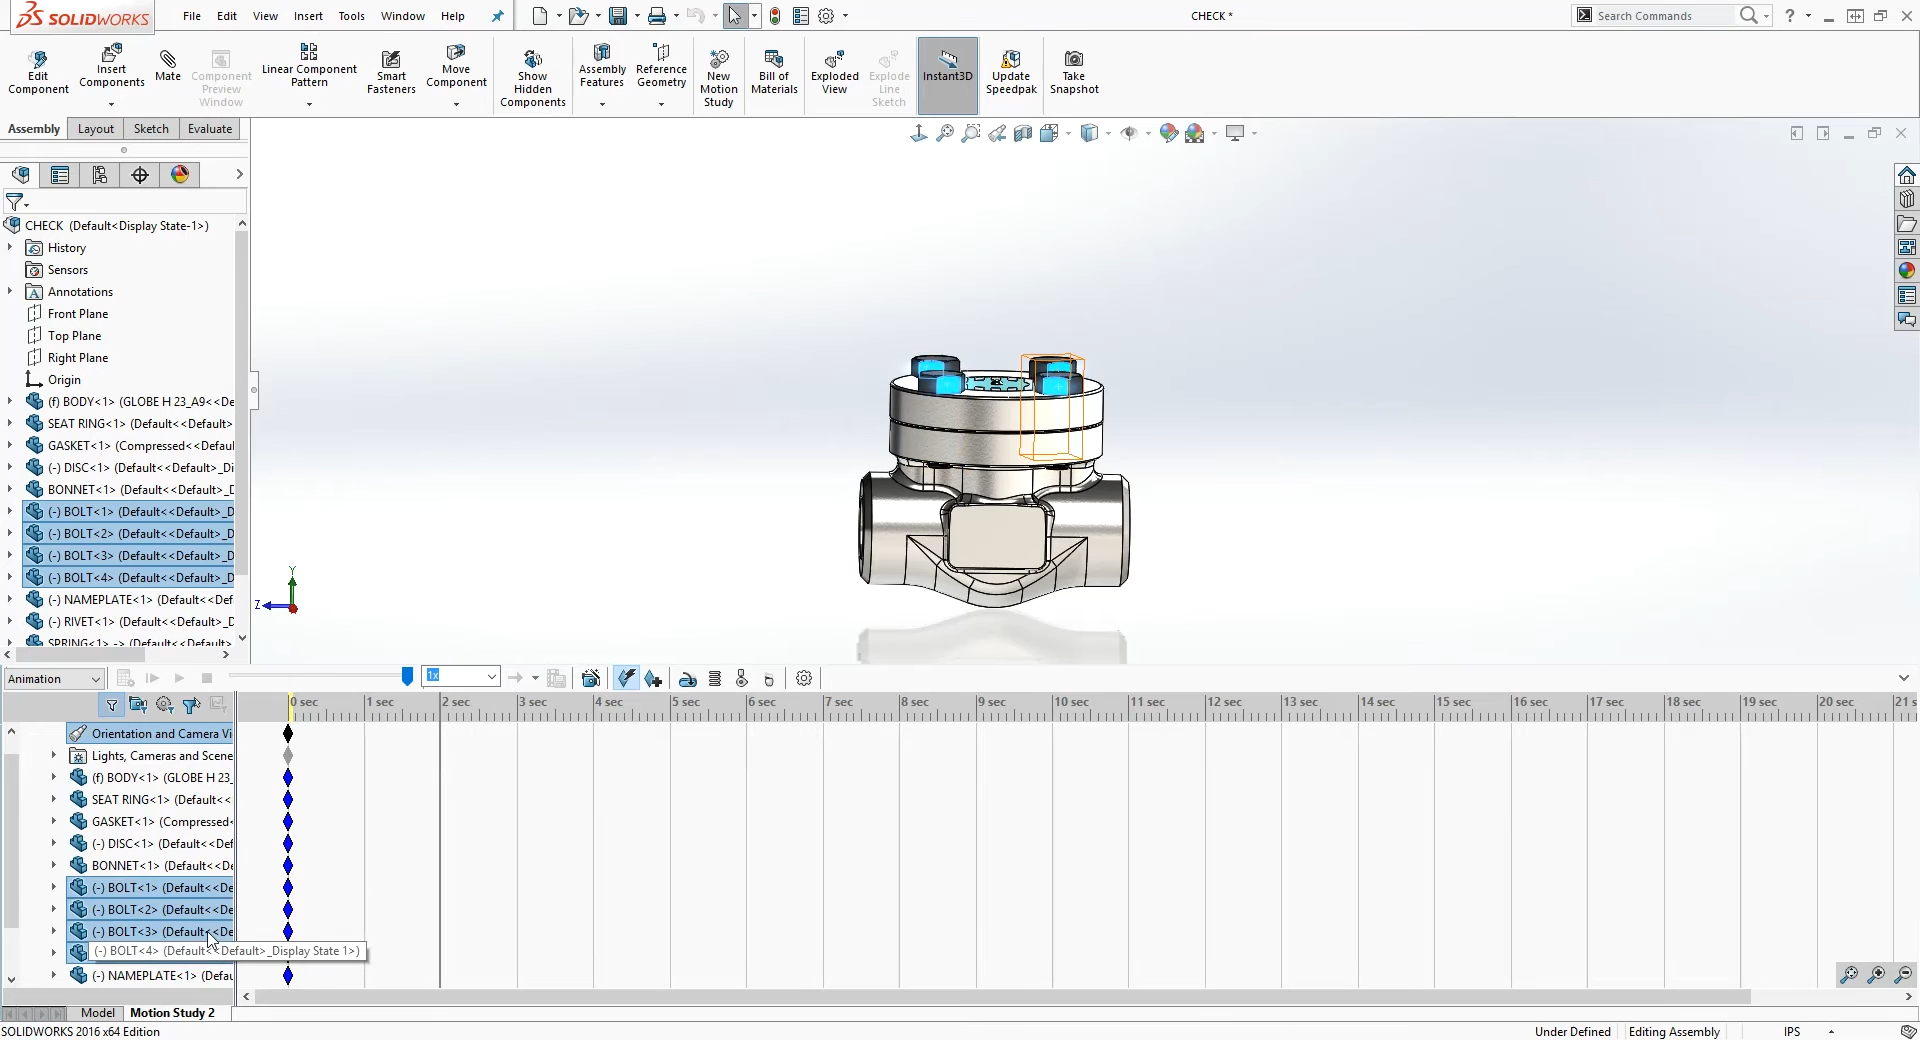 SOLIDWORKS
File Edit View Insert Tools Window Help
CHECK *
Search Commands
Edit Component
Insert Components
Mate
Component Preview Window
Linear Component Pattern
Smart Fasteners
Move Component
Show Hidden Components
Assembly Features
Reference Geometry
New Motion Study
Bill of Materials
Exploded View
Explode Line Sketch
Instant3D
Update Speedpak
Take Snapshot
Assembly Layout Sketch Evaluate
CHECK (Default<Display State-1>)
History
Sensors
Annotations
Front Plane
Top Plane
Right Plane
Origin
(f) BODY<1> (GLOBE H 23_A9<<De
SEAT RING<1> (Default<<Default>
GASKET<1> (Compressed<<Defaul
(-) DISC<1> (Default<<Default>_Di
BONNET<1> (Default<<Default>_D
(-) BOLT<1> (Default<<Default>_D
(-) BOLT<2> (Default<<Default>_D
(-) BOLT<3> (Default<<Default>_D
(-) BOLT<4> (Default<<Default>_D
(-) NAMEPLATE<1> (Default<<Def
(-) RIVET<1> (Default<<Default>_D
SPRING<1> -> (Default<<Default>
Y
Z
Animation
1x
0 sec 1 sec 2 sec 3 sec 4 sec 5 sec 6 sec 7 sec 8 sec 9 sec 10 sec 11 sec 12 sec 13 sec 14 sec 15 sec 16 sec 17 sec 18 sec 19 sec 20 sec 21 s
Orientation and Camera Vi
Lights, Cameras and Scene
(f) BODY<1> (GLOBE H 23_
SEAT RING<1> (Default<<
GASKET<1> (Compressed<
(-) DISC<1> (Default<<Def
BONNET<1> (Default<<De
(-) BOLT<1> (Default<<De
(-) BOLT<2> (Default<<De
(-) BOLT<3> (Default<<De
(-) BOLT<4> (Default<<Default>_Display State 1>)
(-) NAMEPLATE<1> (Defau
Model Motion Study 2
SOLIDWORKS 2016 x64 Edition
Under Defined Editing Assembly IPS